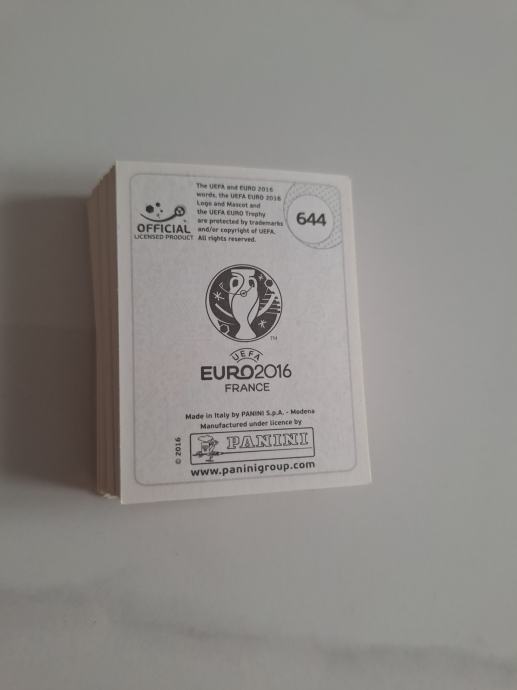 The UEFA and EURO 2016
words, the UEFA EURO 2016
Logo and Mascot and
the UEFA EURO Trophy
are protected by trademarks
and/or copyright of UEFA.
All rights reserved.
OFFICIAL
LICENSED PRODUCT
644
TM
UEFA
EURO2016
FRANCE
Made in Italy by PANINI S.p.A. - Modena
Manufactured under licence by
© 2016
PANINI
www.paninigroup.com